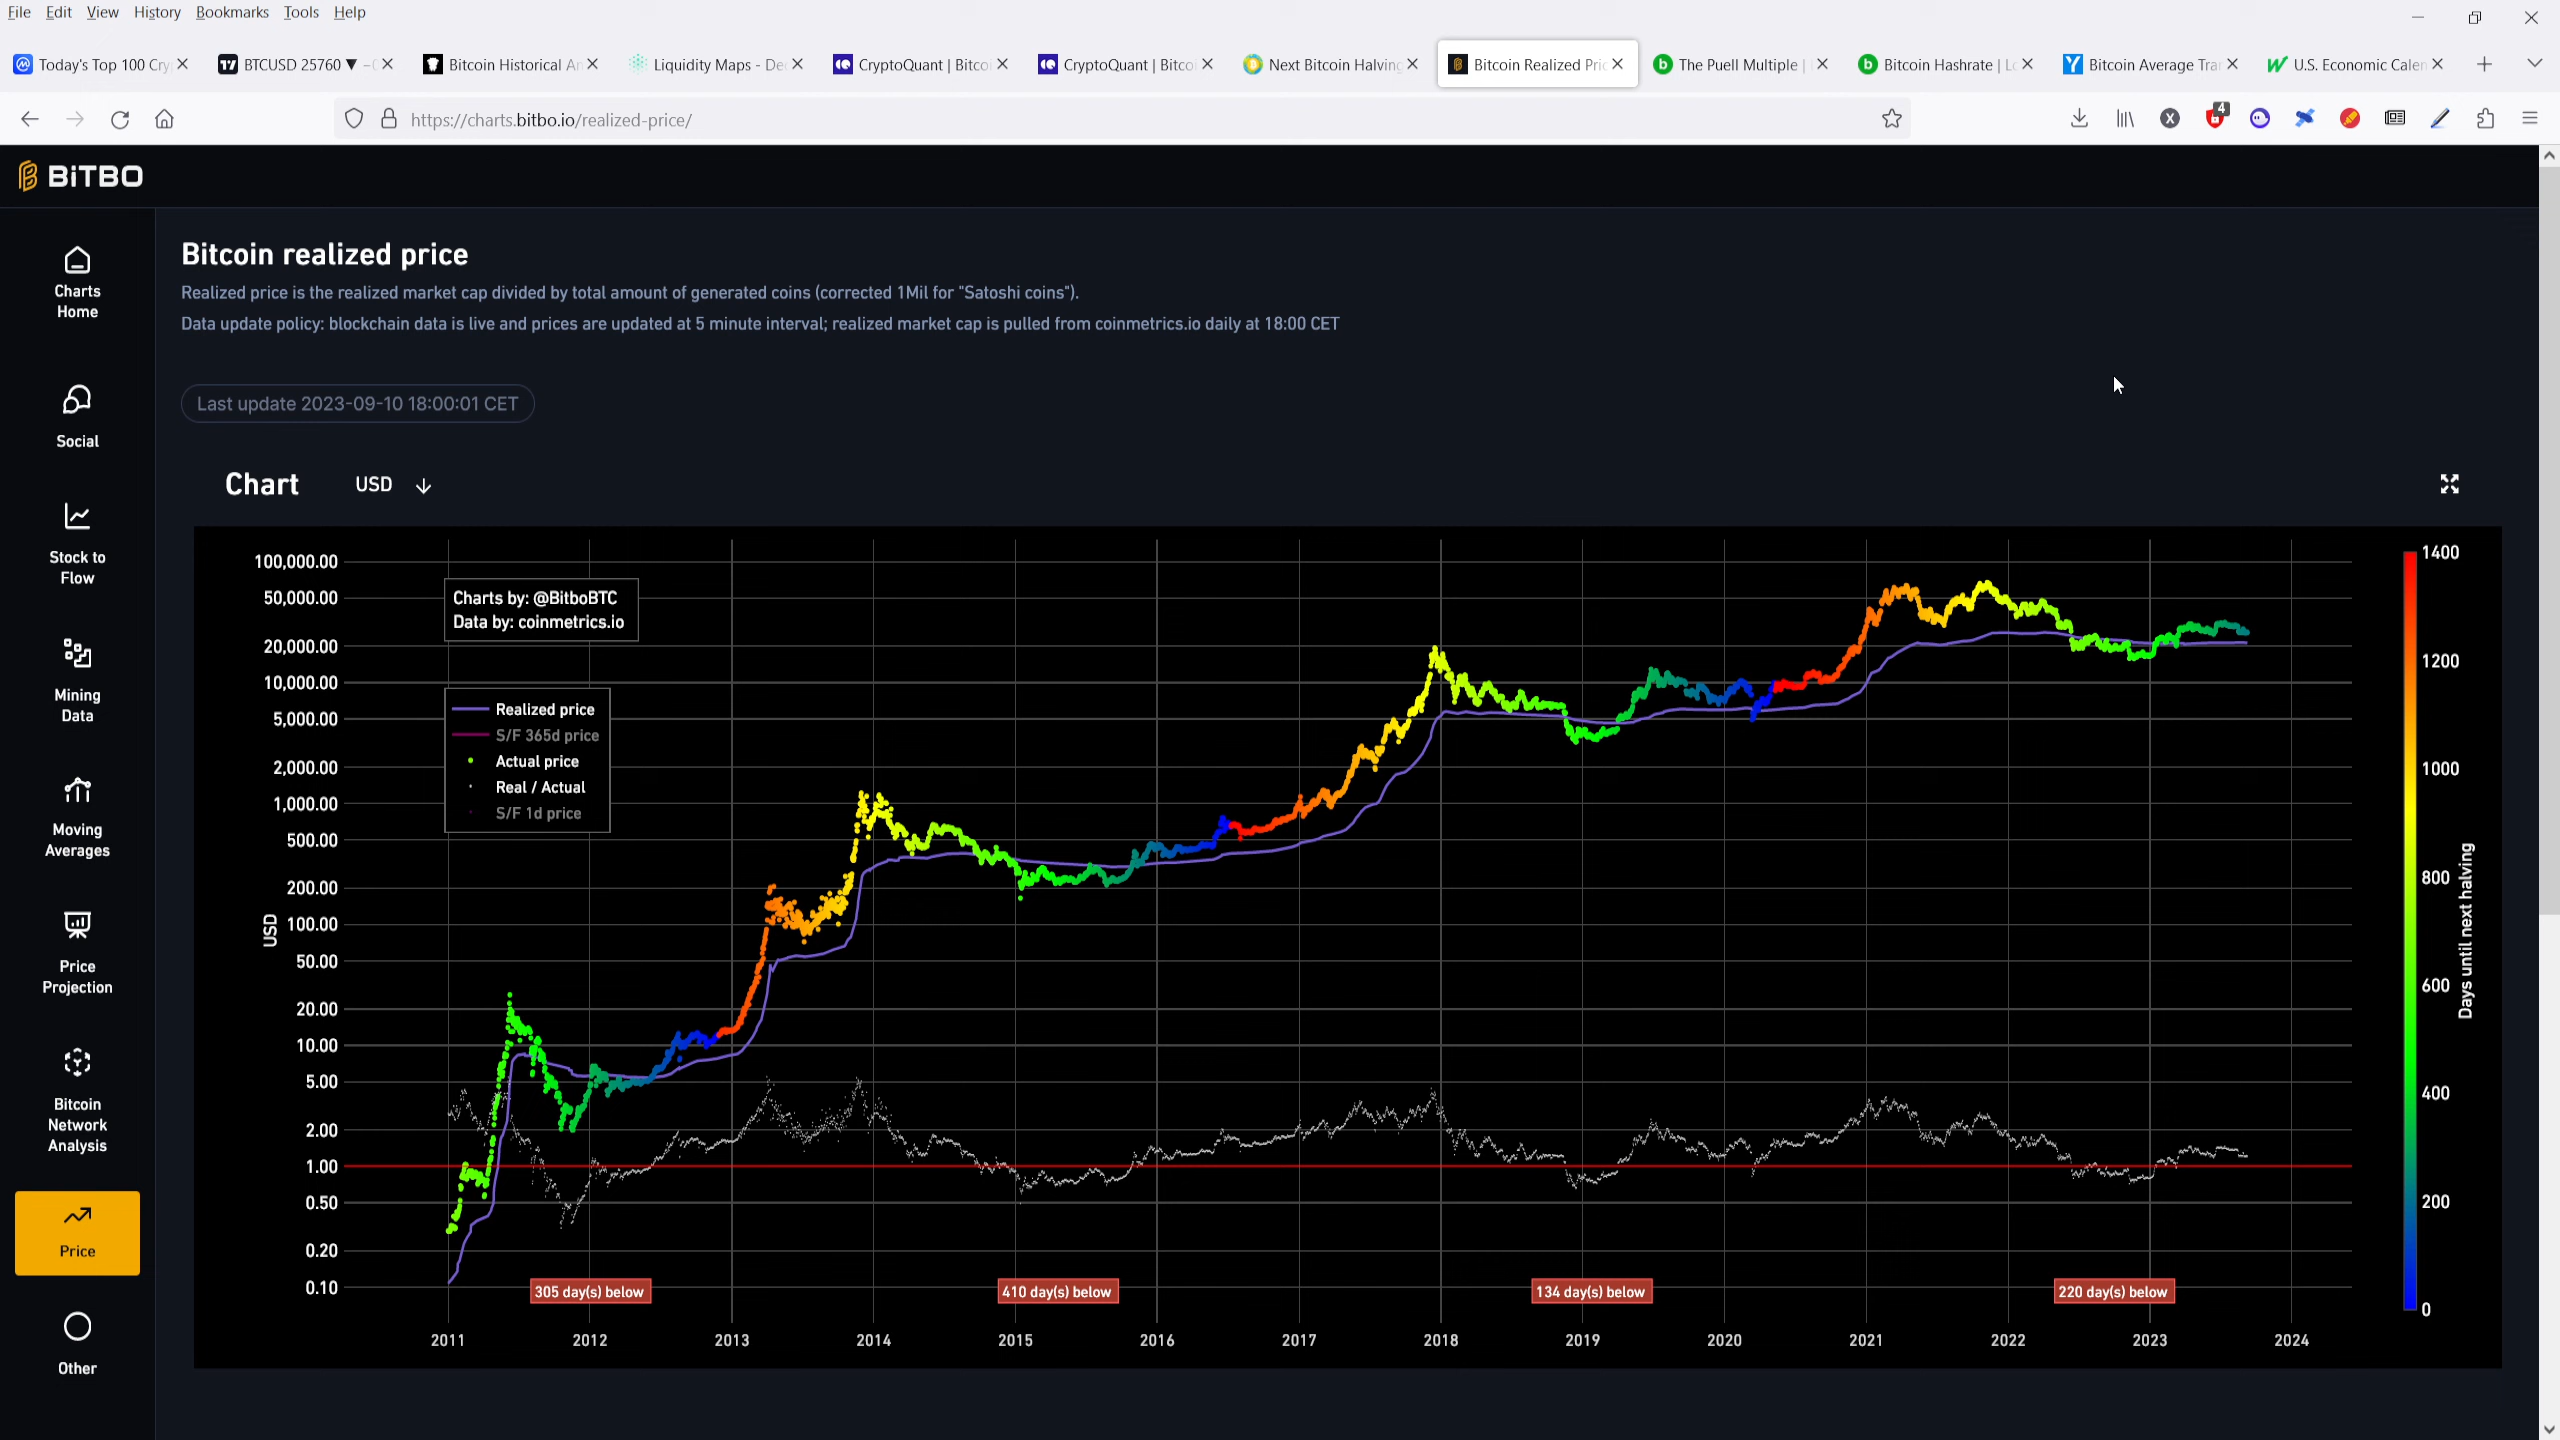 File Edit View History Bookmarks Tools Help
Today's Top 100 Cry
BTCUSD 25760 ▼ -0
Bitcoin Historical An
Liquidity Maps - Dec
CryptoQuant | Bitcoi
CryptoQuant | Bitcoi
Next Bitcoin Halving
Bitcoin Realized Pric
The Puell Multiple |
Bitcoin Hashrate | Lo
Bitcoin Average Tran
U.S. Economic Calen
https://charts.bitbo.io/realized-price/
4
BiTBO
Charts
Home
Social
Stock to
Flow
Mining
Data
Moving
Averages
Price
Projection
Bitcoin
Network
Analysis
Price
Other
Bitcoin realized price
Realized price is the realized market cap divided by total amount of generated coins (corrected 1Mil for "Satoshi coins").
Data update policy: blockchain data is live and prices are updated at 5 minute interval; realized market cap is pulled from coinmetrics.io daily at 18:00 CET
Last update 2023-09-10 18:00:01 CET
Chart USD ↓
100,000.00
50,000.00
20,000.00
10,000.00
5,000.00
2,000.00
1,000.00
500.00
200.00
100.00
50.00
20.00
10.00
5.00
2.00
1.00
0.50
0.20
0.10
USD
Charts by: @BitboBTC
Data by: coinmetrics.io
Realized price
S/F 365d price
Actual price
Real / Actual
S/F 1d price
305 day(s) below
410 day(s) below
134 day(s) below
220 day(s) below
2011 2012 2013 2014 2015 2016 2017 2018 2019 2020 2021 2022 2023 2024
1400
1200
1000
800
600
400
200
0
Days until next halving